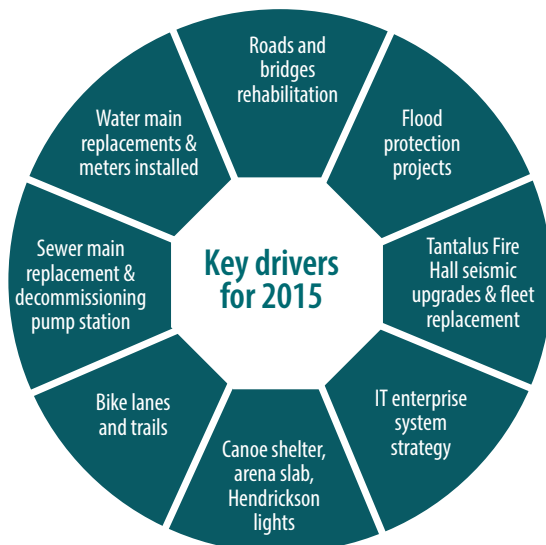 Roads and
bridges
rehabilitation
Flood
protection
projects
Tantalus Fire
Hall seismic
upgrades & fleet
replacement
IT enterprise
system
strategy
Canoe shelter,
arena slab,
Hendrickson
lights
Bike lanes
and trails
Sewer main
replacement &
decommissioning
pump station
Water main
replacements &
meters installed
Key drivers
for 2015